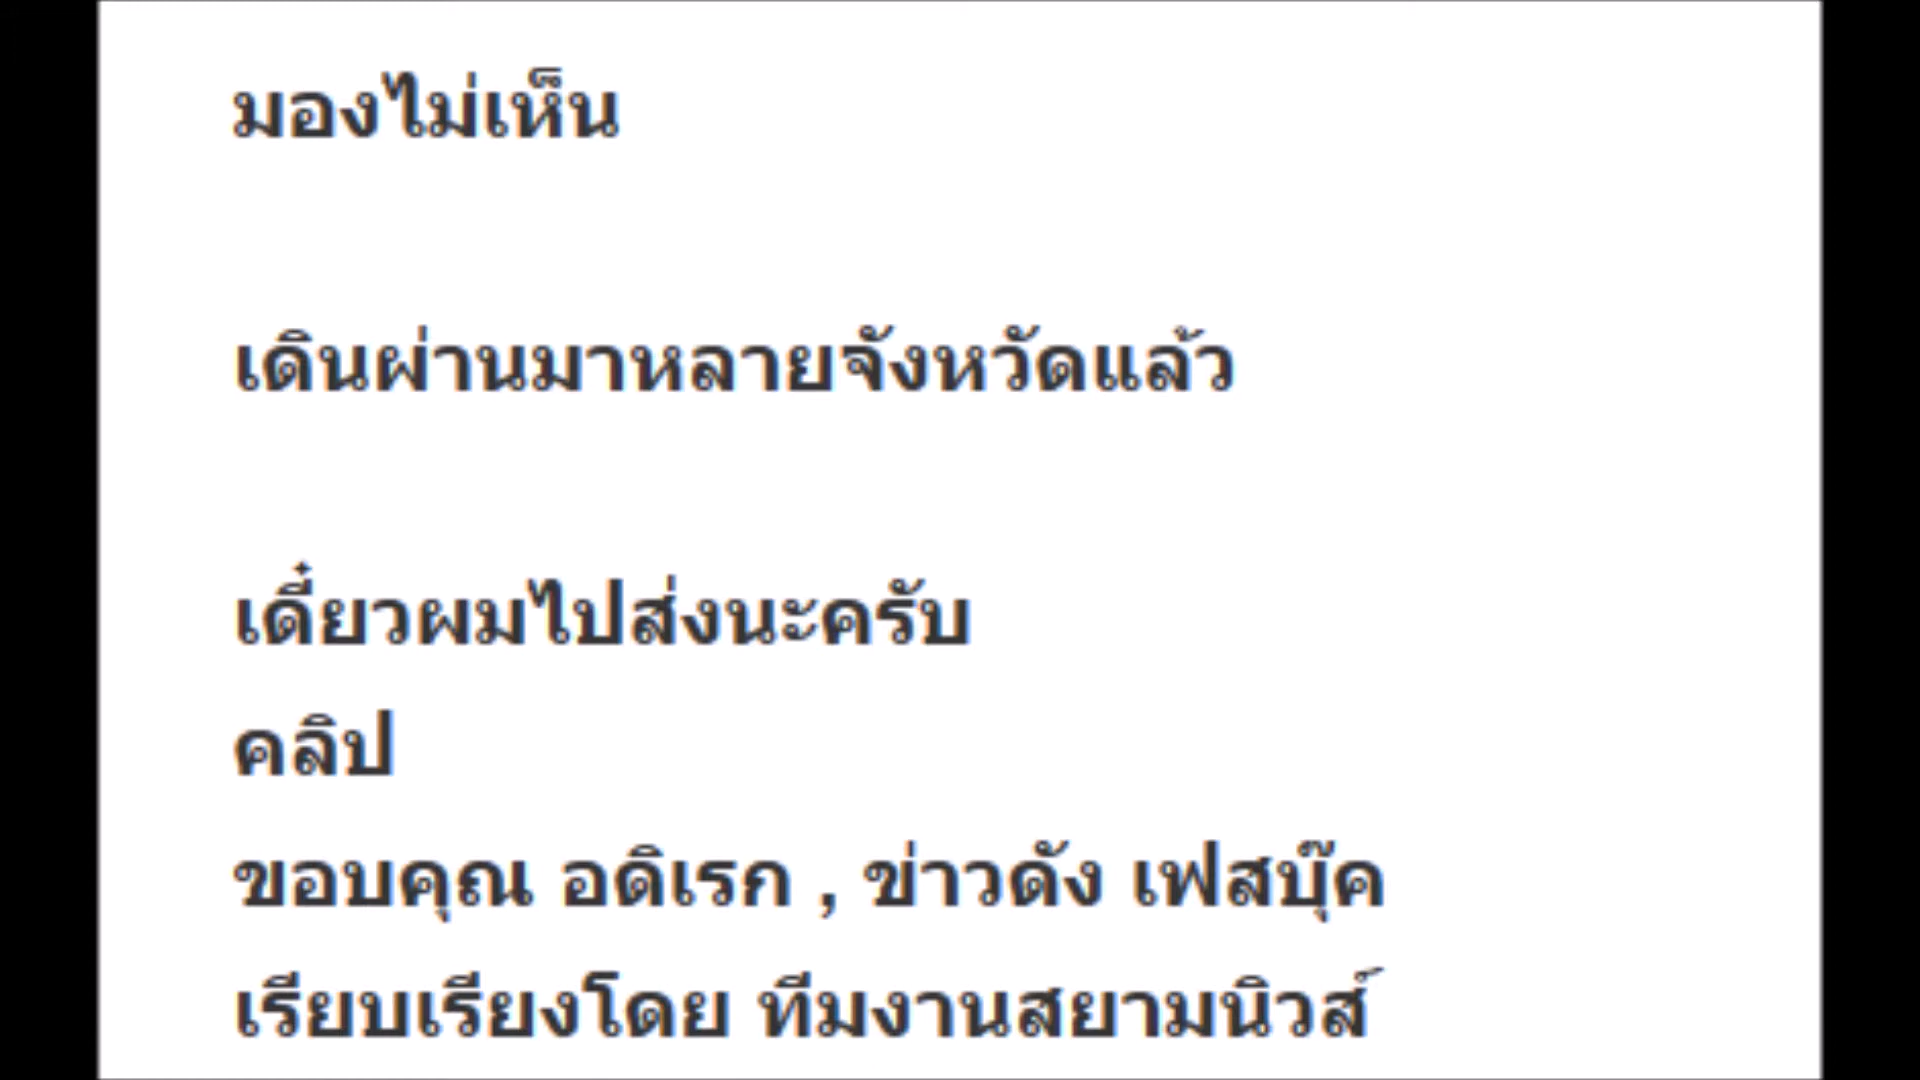 มองไม่เห็น
เดินผ่านมาหลายจังหวัดแล้ว
เดี๋ยวผมไปส่งนะครับ
คลิป
ขอบคุณ อดิเรก , ข่าวดัง เฟสบุ๊ค
เรียบเรียงโดย ทีมงานสยามนิวส์